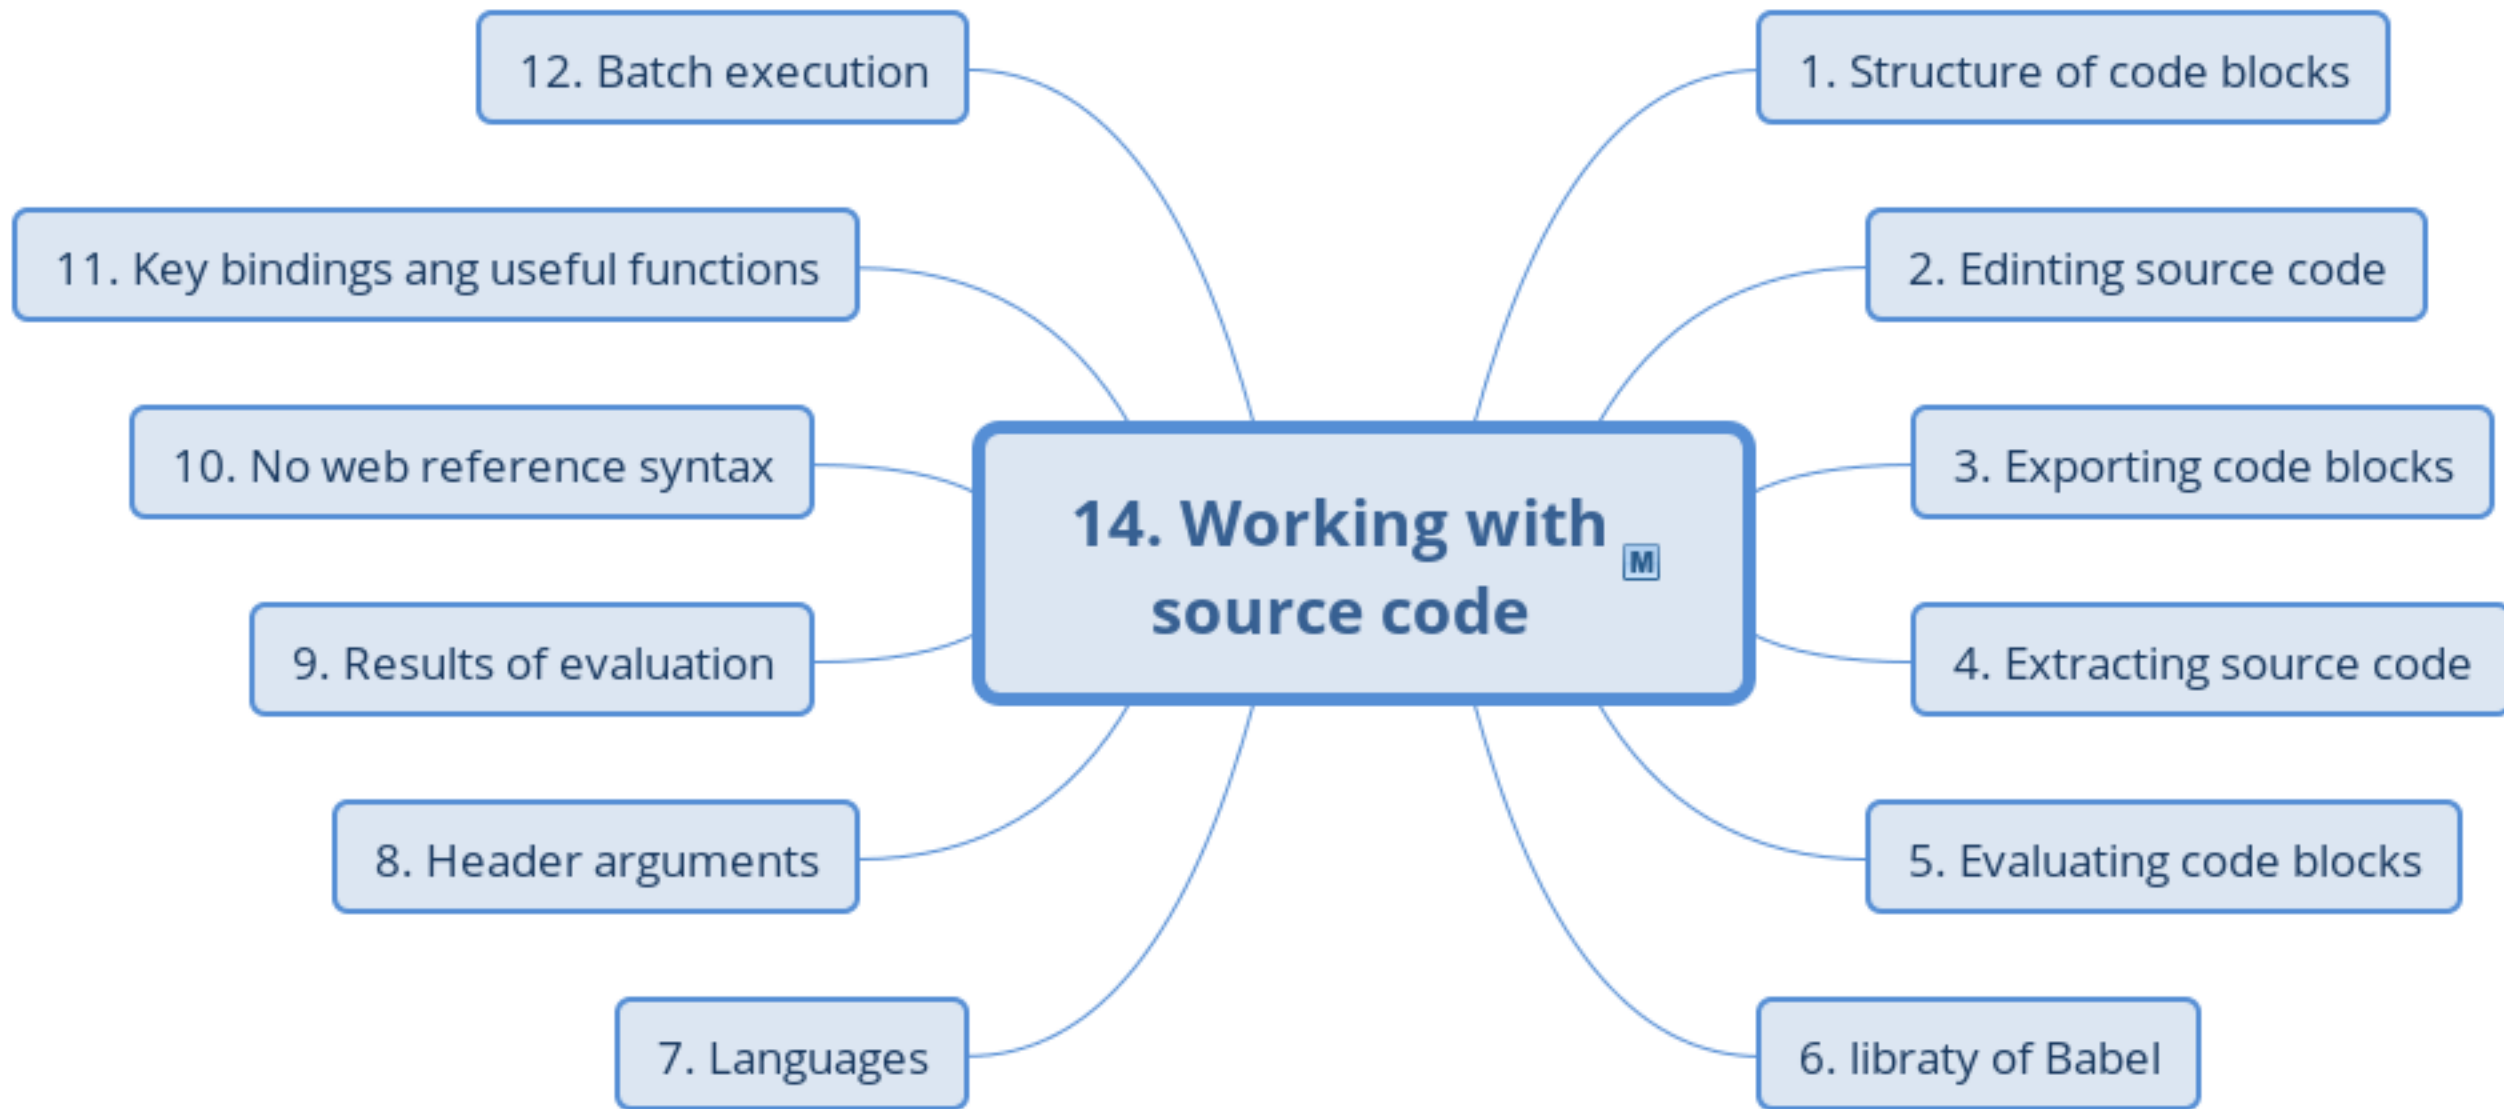 14. Working with
source code
M
1. Structure of code blocks
2. Edinting source code
3. Exporting code blocks
4. Extracting source code
5. Evaluating code blocks
6. libraty of Babel
7. Languages
8. Header arguments
9. Results of evaluation
10. No web reference syntax
11. Key bindings ang useful functions
12. Batch execution